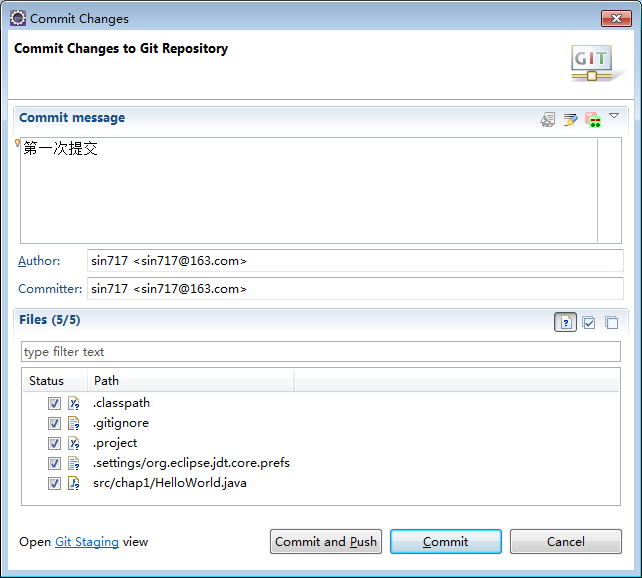 Commit Changes
Commit Changes to Git Repository
GIT
Commit message
第一次提交
Author: sin717 <sin717@163.com>
Committer: sin717 <sin717@163.com>
Files (5/5)
type filter text
Status Path
.classpath
.gitignore
.project
.settings/org.eclipse.jdt.core.prefs
src/chap1/HelloWorld.java
Open Git Staging view
Commit and Push
Commit
Cancel